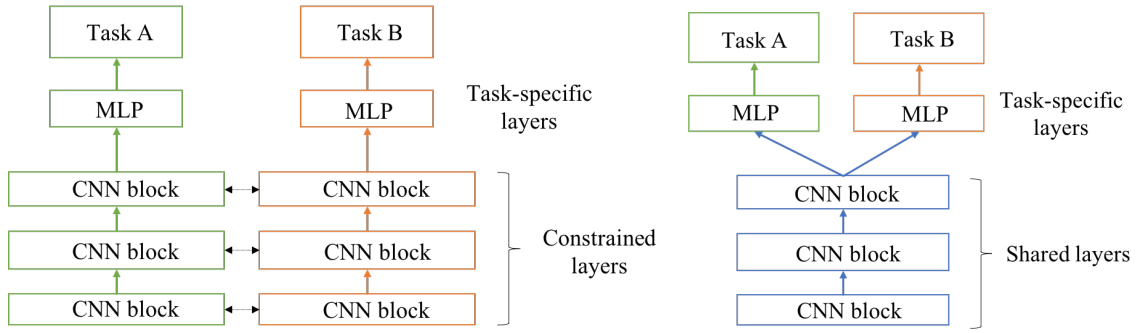 Task A
Task B
MLP
MLP
Task-specific
layers
CNN block
CNN block
CNN block
CNN block
CNN block
CNN block
Constrained
layers
Task A
Task B
MLP
MLP
Task-specific
layers
CNN block
CNN block
CNN block
Shared layers